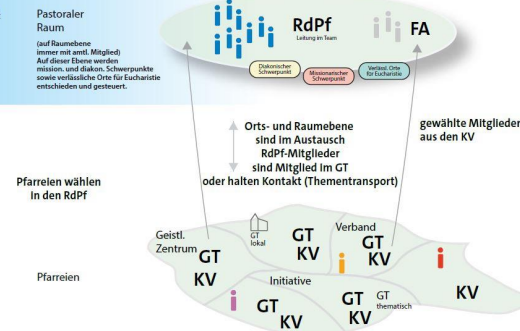 Pastoraler
Raum
(auf Raumebene
immer mit amtl. Mitglied)
Auf dieser Ebene werden
mission. und diakon. Schwerpunkte
sowie verlässliche Orte für Eucharistie
entschieden und gesteuert.
RdPf
Leitung im Team
FA
Diakonischer
Schwerpunkt
Missionarischer
Schwerpunkt
Verlässl. Orte
für Eucharistie
Orts- und Raumebene
sind im Austausch
RdPf-Mitglieder
sind Mitglied im GT
oder halten Kontakt (Thementransport)
gewählte Mitglieder
aus den KV
Pfarreien wählen
in den RdPf
Pfarreien
Geistl.
Zentrum
GT
KV
GT
lokal
GT
KV
Verband
GT
KV
Initiative
GT
KV
GT
KV
GT
thematisch
KV